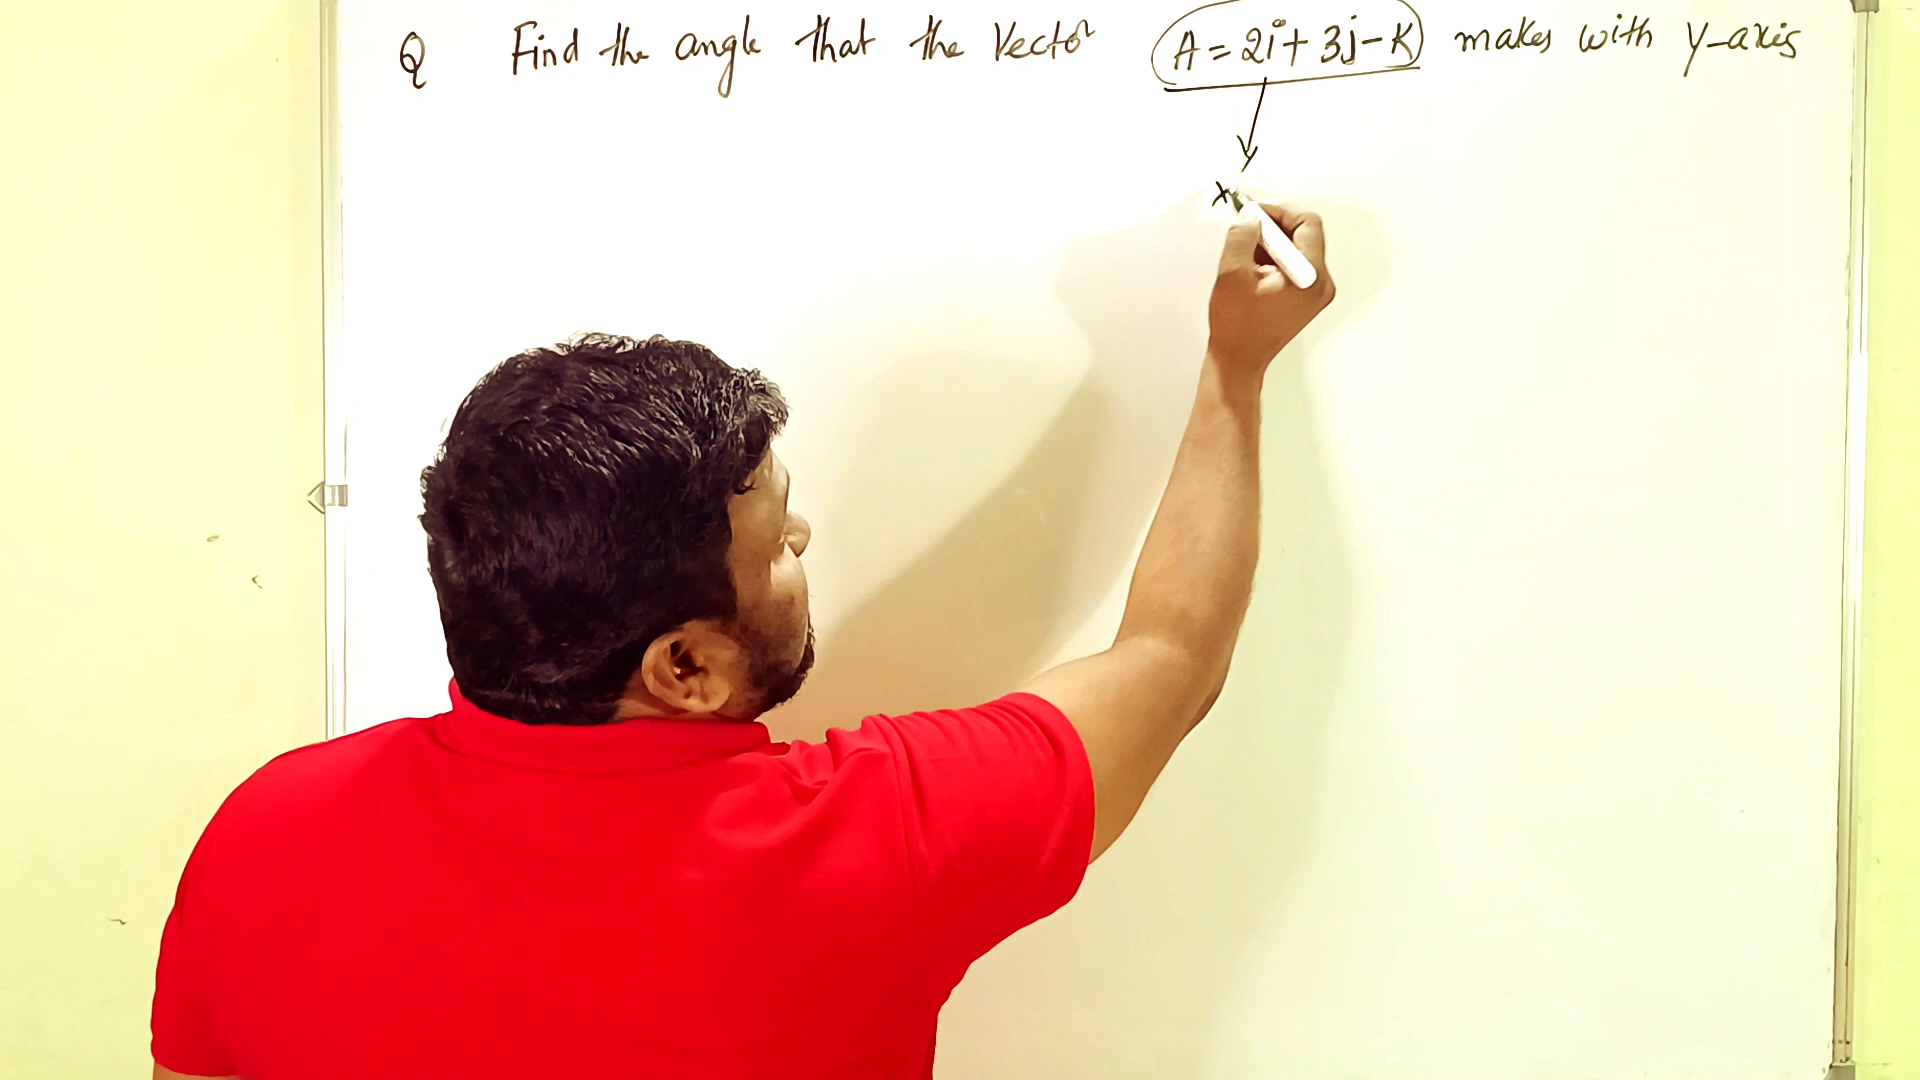 Q Find the angle that the Vector A = 2i + 3j - K makes with y-axis
x